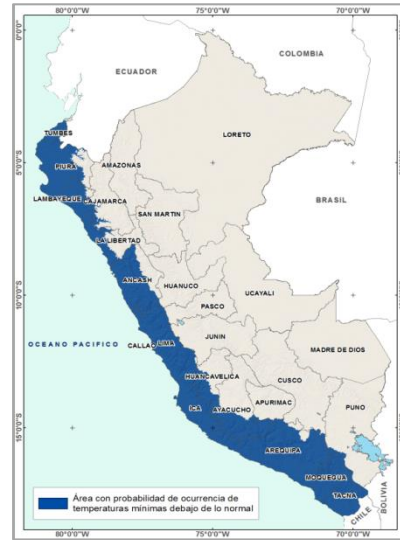 80°0'0"W 75°0'0"W 70°0'0"W
0°0'0"
COLOMBIA
ECUADOR
LORETO
TUMBES
PIURA
AMAZONAS
5°0'0"S
LAMBAYEQUE
CAJAMARCA
BRASIL
SAN MARTIN
LA LIBERTAD
ANCASH
HUANUCO
UCAYALI
10°0'0"S
PASCO
OCEANO PACIFICO
CALLAO
LIMA
JUNIN
MADRE DE DIOS
HUANCAVELICA
CUSCO
ICA
AYACUCHO
APURIMAC
PUNO
15°0'0"S
AREQUIPA
MOQUEGUA
TACNA
BOLIVIA
CHILE
Área con probabilidad de ocurrencia de
temperaturas mínimas debajo de lo normal
80°0'0"W 75°0'0"W 70°0'0"W